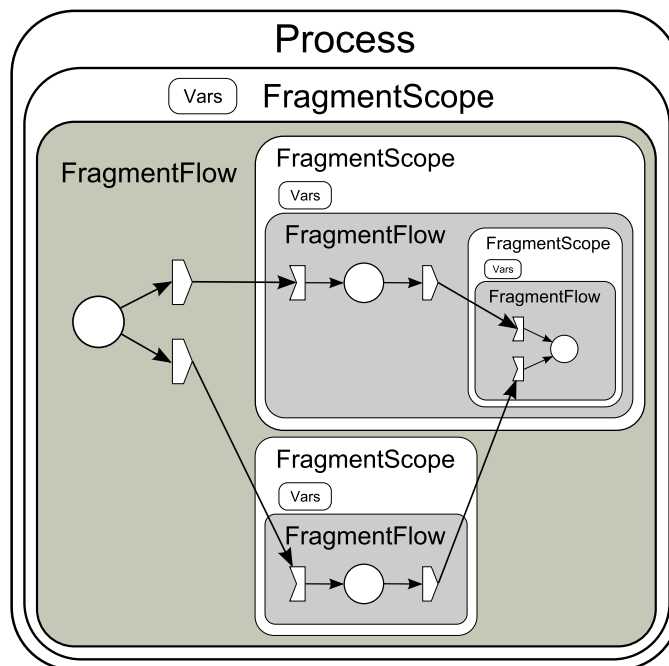 Process
Vars
FragmentScope
FragmentFlow
FragmentScope
Vars
FragmentFlow
FragmentScope
Vars
FragmentFlow
FragmentScope
Vars
FragmentFlow